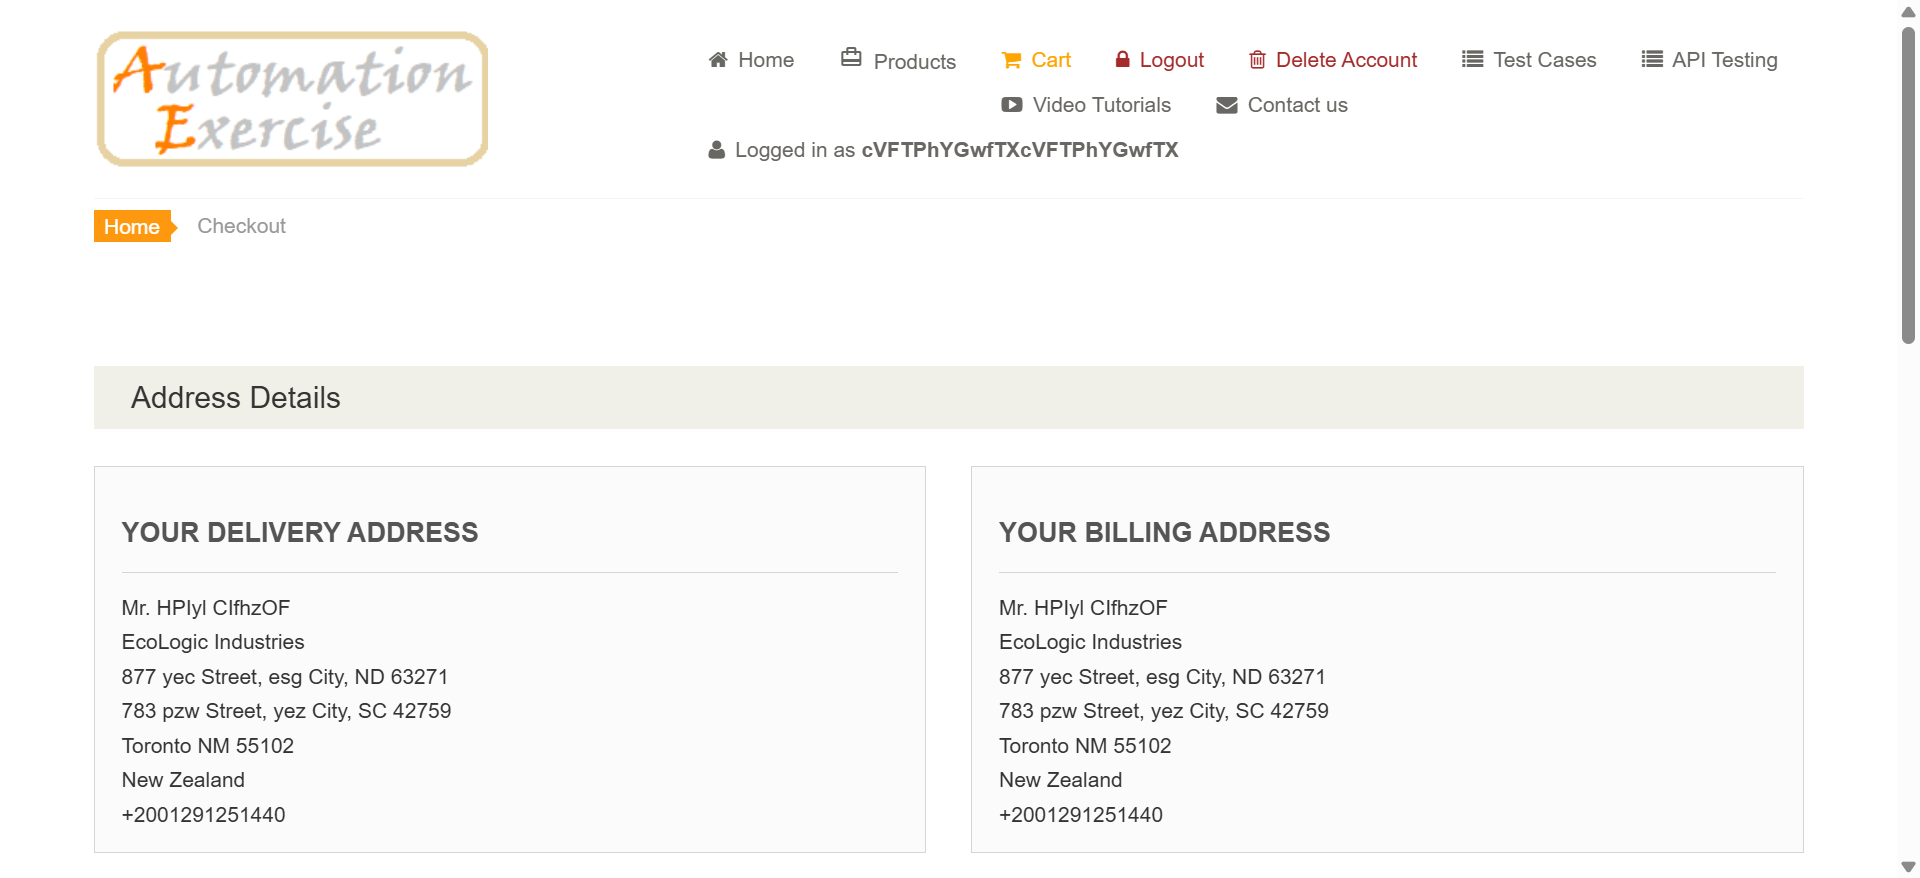 Automation
Exercise
Home
Products
Cart
Logout
Delete Account
Test Cases
API Testing
Video Tutorials
Contact us
Logged in as cVFTPhYGwfTXcVFTPhYGwfTX
Home
Checkout
Address Details
YOUR DELIVERY ADDRESS
Mr. HPIyl CIfhzOF
EcoLogic Industries
877 yec Street, esg City, ND 63271
783 pzw Street, yez City, SC 42759
Toronto NM 55102
New Zealand
+2001291251440
YOUR BILLING ADDRESS
Mr. HPIyl CIfhzOF
EcoLogic Industries
877 yec Street, esg City, ND 63271
783 pzw Street, yez City, SC 42759
Toronto NM 55102
New Zealand
+2001291251440